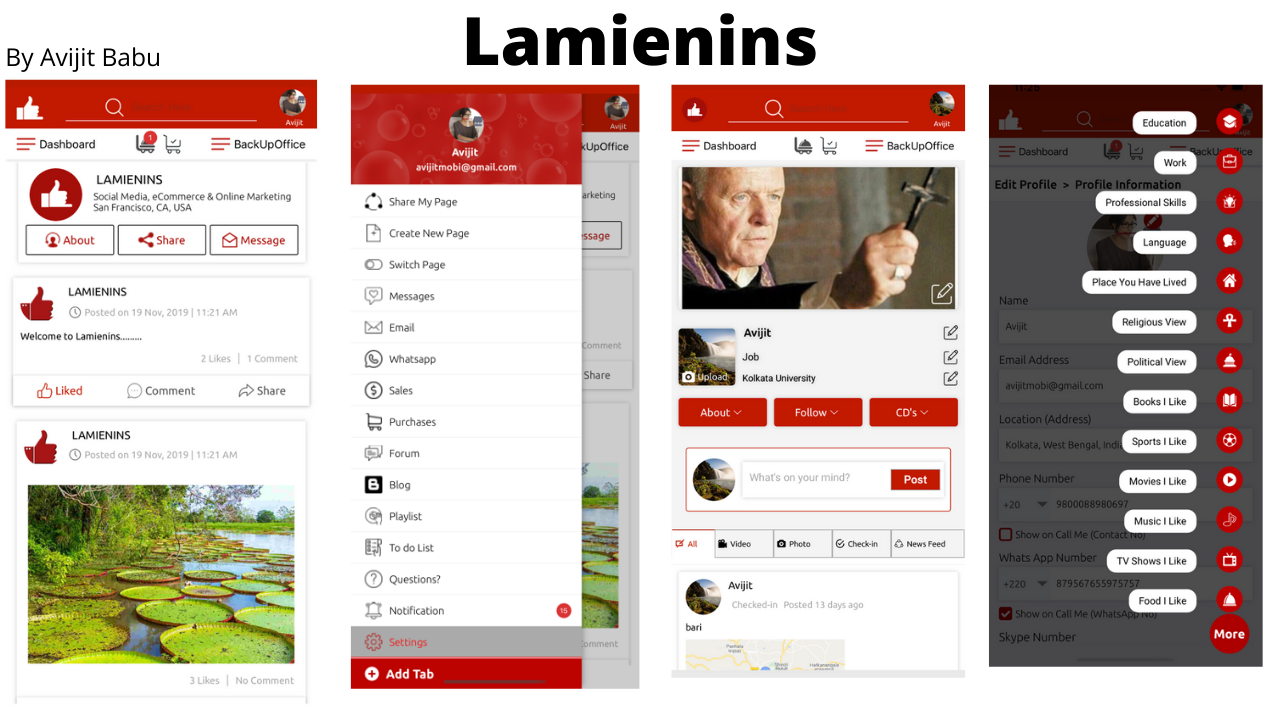 Lamienins
By Avijit Babu
Avijit
Dashboard
1
BackUpOffice
LAMIENINS
Social Media, eCommerce & Online Marketing
San Francisco, CA, USA
About
Share
Message
LAMIENINS
Posted on 19 Nov, 2019 | 11:21 AM
Welcome to Lamienins.........
2 Likes | 1 Comment
Liked
Comment
Share
LAMIENINS
Posted on 19 Nov, 2019 | 11:21 AM
3 Likes | No Comment
Avijit
avijitmobi@gmail.com
Share My Page
Create New Page
Switch Page
Messages
Email
Whatsapp
Sales
Purchases
Forum
Blog
Playlist
To do List
Questions?
Notification
15
Settings
Add Tab
Avijit
kUpOffice
arketing
ssage
Comment
Share
omment
Avijit
Dashboard
BackUpOffice
Avijit
Job
Upload
Kolkata University
About
Follow
CD's
What's on your mind?
Post
All
Video
Photo
Check-in
News Feed
Avijit
Checked-in Posted 13 days ago
bari
11:26
Dashboard
Edit Profile > Profile Information
Name
Avijit
Email Address
avijitmobi@gmail.com
Location (Address)
Kolkata, West Bengal, Indi
Phone Number
+20 9800088980697
Show on Call Me (Contact No)
Whats App Number
+220 879567655975757
Show on Call Me (WhatsApp No)
Skype Number
Education
Work
Professional Skills
Language
Place You Have Lived
Religious View
Political View
Books I Like
Sports I Like
Movies I Like
Music I Like
TV Shows I Like
Food I Like
More